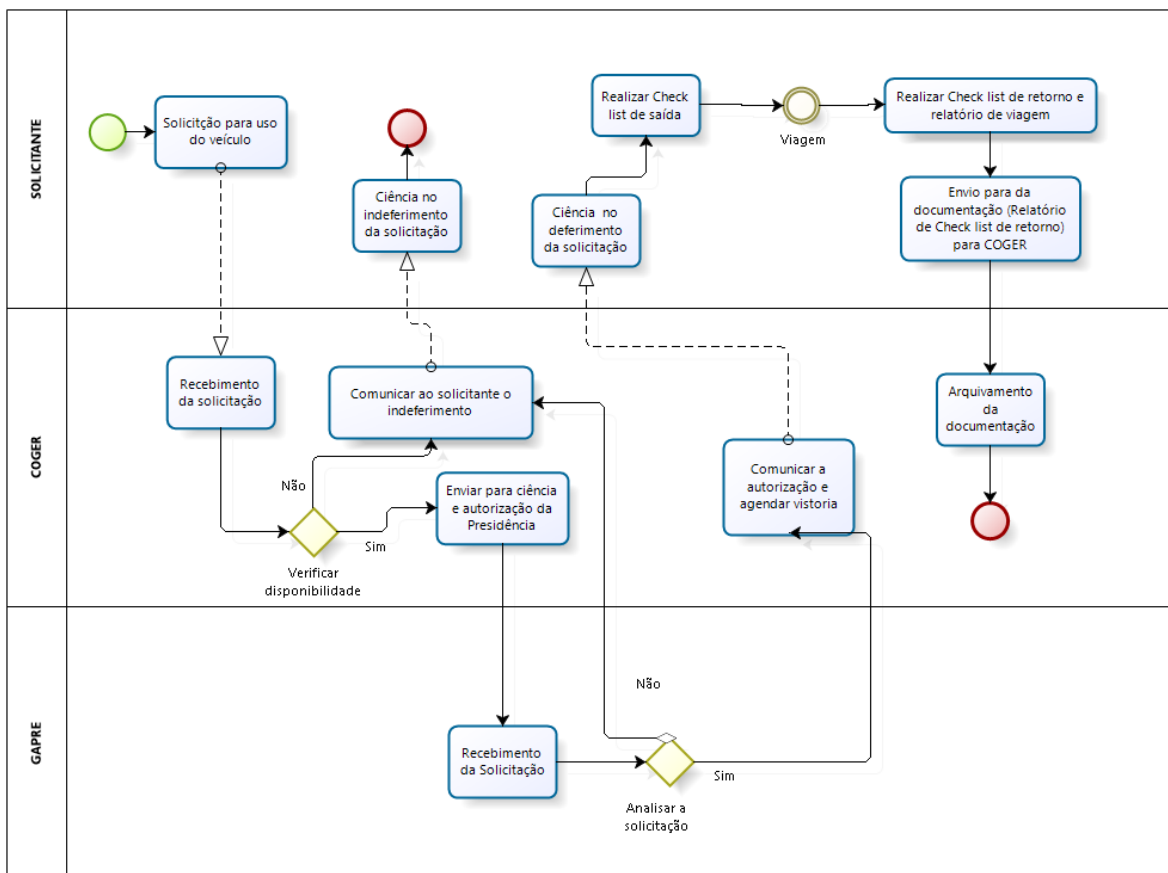 SOLICITANTE
Solicitção para uso
do veículo
Ciência no
indeferimento
da solicitação
Ciência  no
deferimento
da solicitação
Realizar Check
list de saída
Viagem
Realizar Check list de retorno e
relatório de viagem
Envio para da
documentação (Relatório
de Check list de retorno)
para COGER
COGER
Recebimento
da solicitação
Verificar
disponibilidade
Não
Sim
Comunicar ao solicitante o
indeferimento
Enviar para ciência
e autorização da
Presidência
Comunicar a
autorização e
agendar vistoria
Arquivamento
da
documentação
GAPRE
Recebimento
da Solicitação
Analisar a
solicitação
Não
Sim